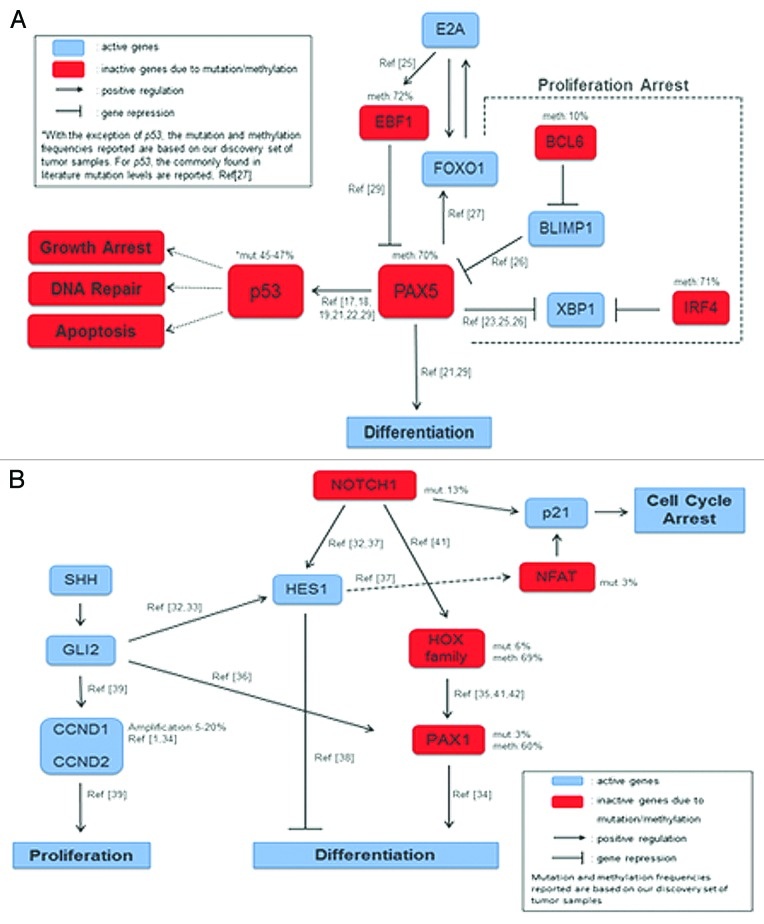 A
: active genes
: inactive genes due to mutation/methylation
: positive regulation
: gene repression
*With the exception of p53, the mutation and methylation
frequencies reported are based on our discovery set of
tumor samples. For p53, the commonly found in
literature mutation levels are reported, Ref[27]
E2A
Ref [25]
meth:72%
EBF1
FOXO1
Proliferation Arrest
meth:10%
BCL6
BLIMP1
Ref [29]
Ref [27]
Ref [26]
Growth Arrest
DNA Repair
Apoptosis
*mut:45-47%
p53
Ref [17,18,
19,21,22,29]
meth:70%
PAX5
Ref [23,25,26]
XBP1
meth:71%
IRF4
Ref [21,29]
Differentiation
B
NOTCH1
mut:13%
p21
Cell Cycle
Arrest
Ref [32,37]
Ref [41]
SHH
HES1
Ref [37]
NFAT
mut:3%
Ref [32,33]
GLI2
HOX
family
mut:6%
meth:69%
Ref [36]
Ref [39]
Ref [35,41,42]
CCND1
CCND2
Amplification:5-20%
Ref [1,34]
PAX1
mut:3%
meth:60%
Ref [38]
Ref [39]
Ref [34]
Proliferation
Differentiation
: active genes
: inactive genes due to
mutation/methylation
: positive regulation
: gene repression
Mutation and methylation frequencies
reported are based on our discovery set of
tumor samples